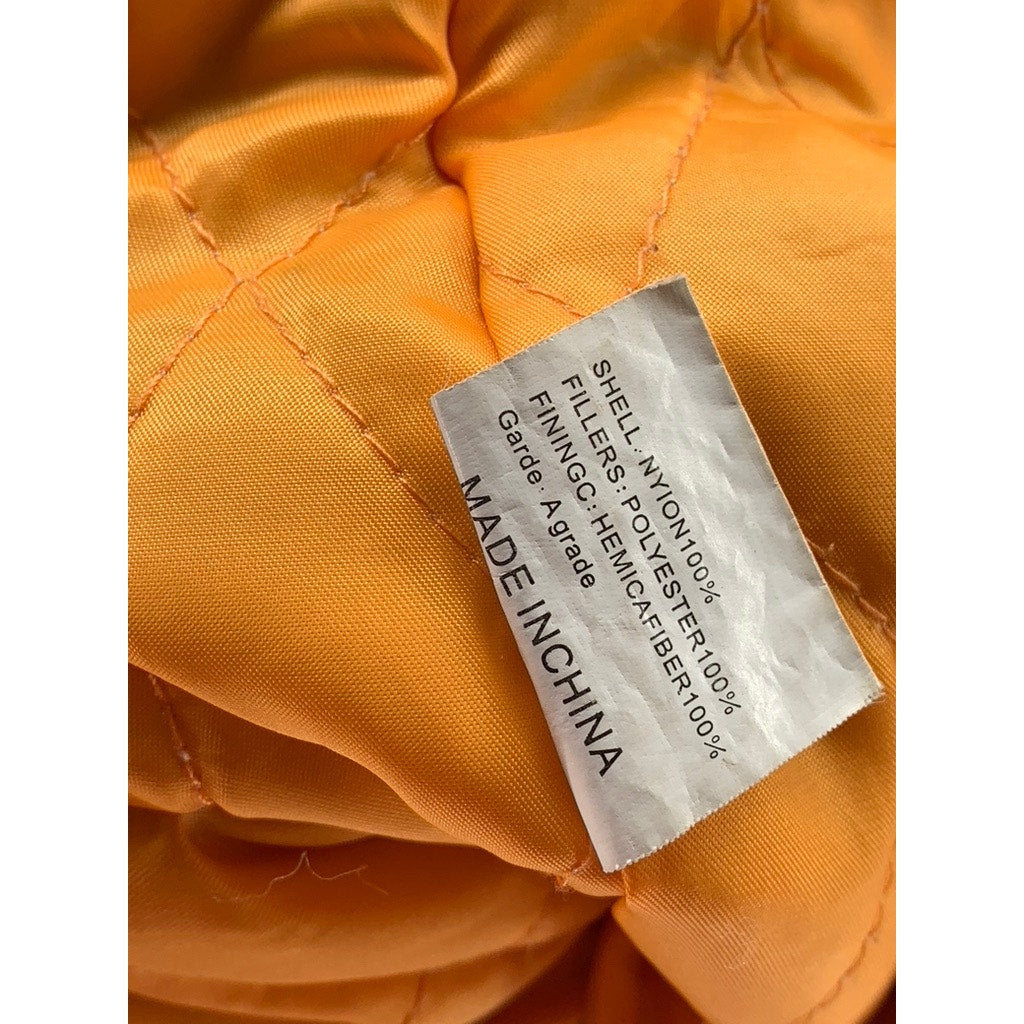 SHELL. NYION100%
FiLLERS: POLYESTER100%
FININGC: HEMICAFIBER100%
Garde· A grade
MADE INCHINA